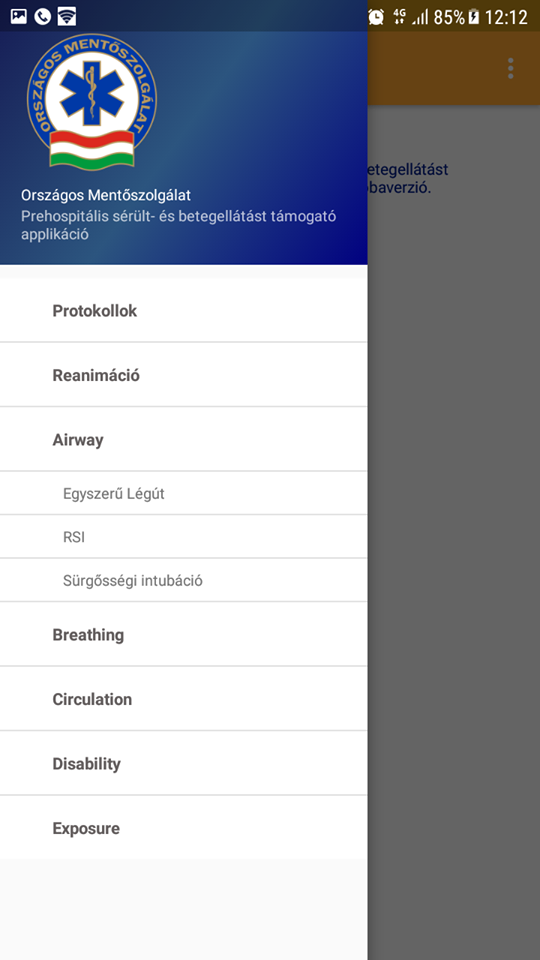 4G 85% 12:12
ORSZÁGOS MENTŐSZOLGÁLAT
Országos Mentőszolgálat
Prehospitális sérült- és betegellátást támogató
applikáció
etegellátást
baverzió.
Protokollok
Reanimáció
Airway
Egyszerű Légút
RSI
Sürgősségi intubáció
Breathing
Circulation
Disability
Exposure